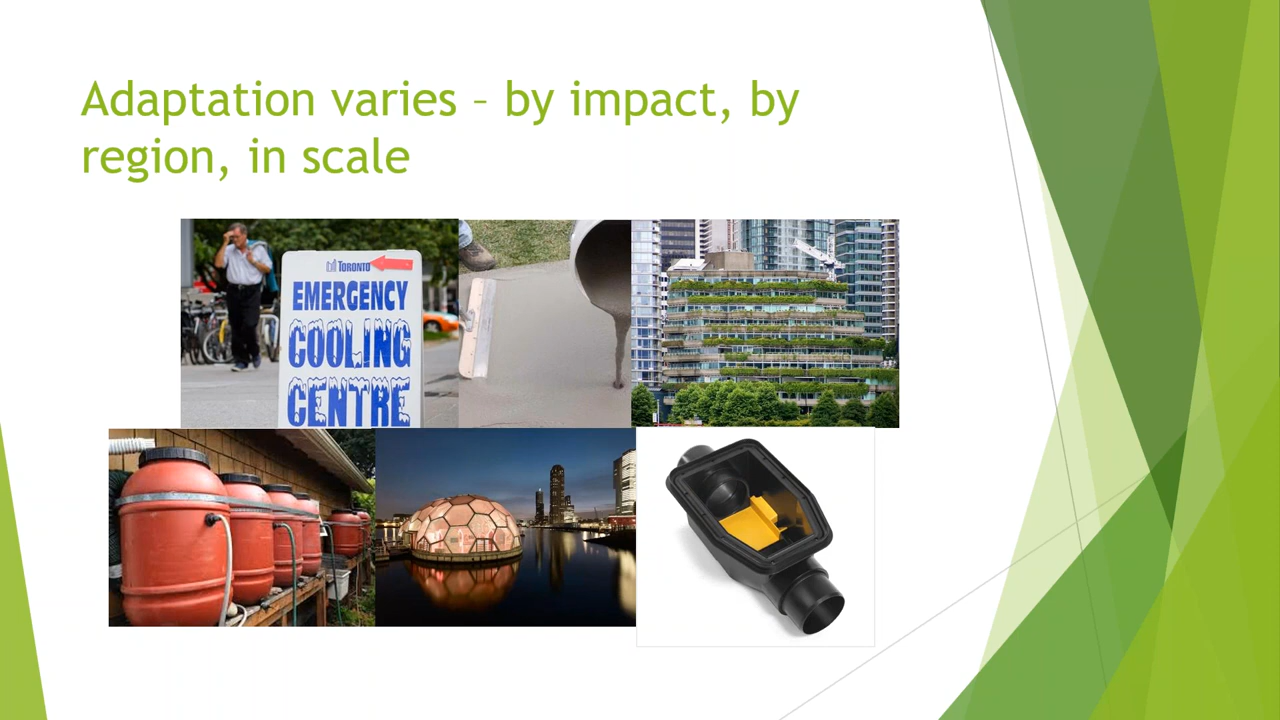 Adaptation varies – by impact, by
region, in scale
TORONTO
EMERGENCY
COOLING
CENTRE